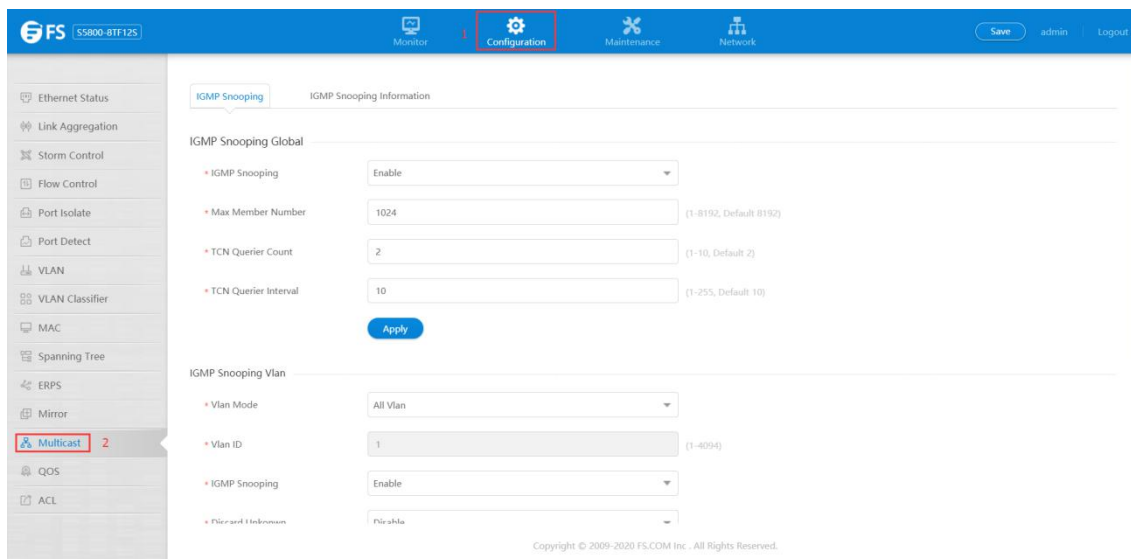 FS S5800-8TF12S
Monitor
1 Configuration
Maintenance
Network
Save admin Logout
Ethernet Status
Link Aggregation
Storm Control
Flow Control
Port Isolate
Port Detect
VLAN
VLAN Classifier
MAC
Spanning Tree
ERPS
Mirror
Multicast 2
QOS
ACL
IGMP Snooping IGMP Snooping Information
IGMP Snooping Global
* IGMP Snooping Enable
* Max Member Number 1024 (1-8192, Default 8192)
* TCN Querier Count 2 (1-10, Default 2)
* TCN Querier Interval 10 (1-255, Default 10)
Apply
IGMP Snooping Vlan
* Vlan Mode All Vlan
* Vlan ID 1 (1-4094)
* IGMP Snooping Enable
* Discard Unkonwn Disable
Copyright © 2009-2020 FS.COM Inc . All Rights Reserved.